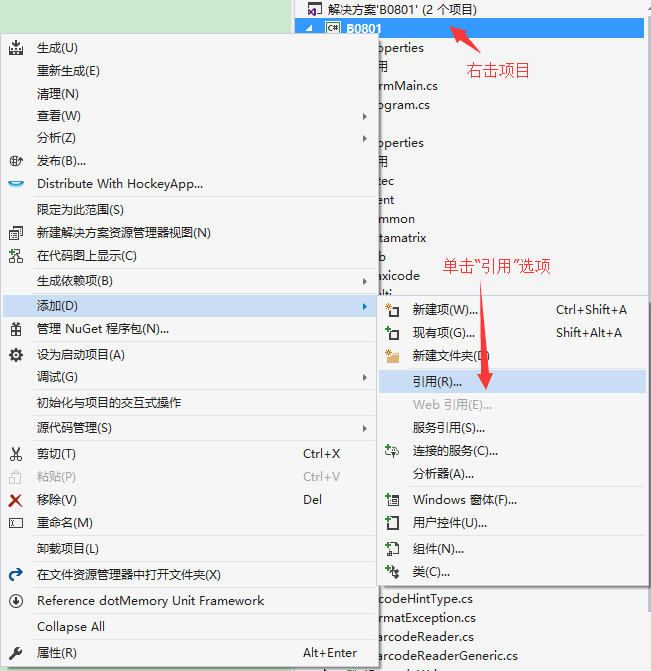 解决方案'B0801' (2 个项目)
B0801
operties
用
rmMain.cs
ogram.cs
operties
用
tec
ent
mmon
tamatrix
b
axicode
ulti
右击项目
单击“引用”选项
生成(U)
重新生成(E)
清理(N)
查看(W)
分析(Z)
发布(B)...
Distribute With HockeyApp...
限定为此范围(S)
新建解决方案资源管理器视图(N)
在代码图上显示(C)
生成依赖项(B)
添加(D)
管理 NuGet 程序包(N)...
设为启动项目(A)
调试(G)
初始化与项目的交互式操作
源代码管理(S)
剪切(T) Ctrl+X
粘贴(P) Ctrl+V
移除(V) Del
重命名(M)
卸载项目(L)
在文件资源管理器中打开文件夹(X)
Reference dotMemory Unit Framework
Collapse All
属性(R) Alt+Enter
新建项(W)... Ctrl+Shift+A
现有项(G)... Shift+Alt+A
新建文件夹(D)
引用(R)...
Web 引用(E)...
服务引用(S)...
连接的服务(C)...
分析器(A)...
Windows 窗体(F)...
用户控件(U)...
组件(N)...
类(C)...
codeHintType.cs
rmatException.cs
arcodeReader.cs
arcodeReaderGeneric.cs